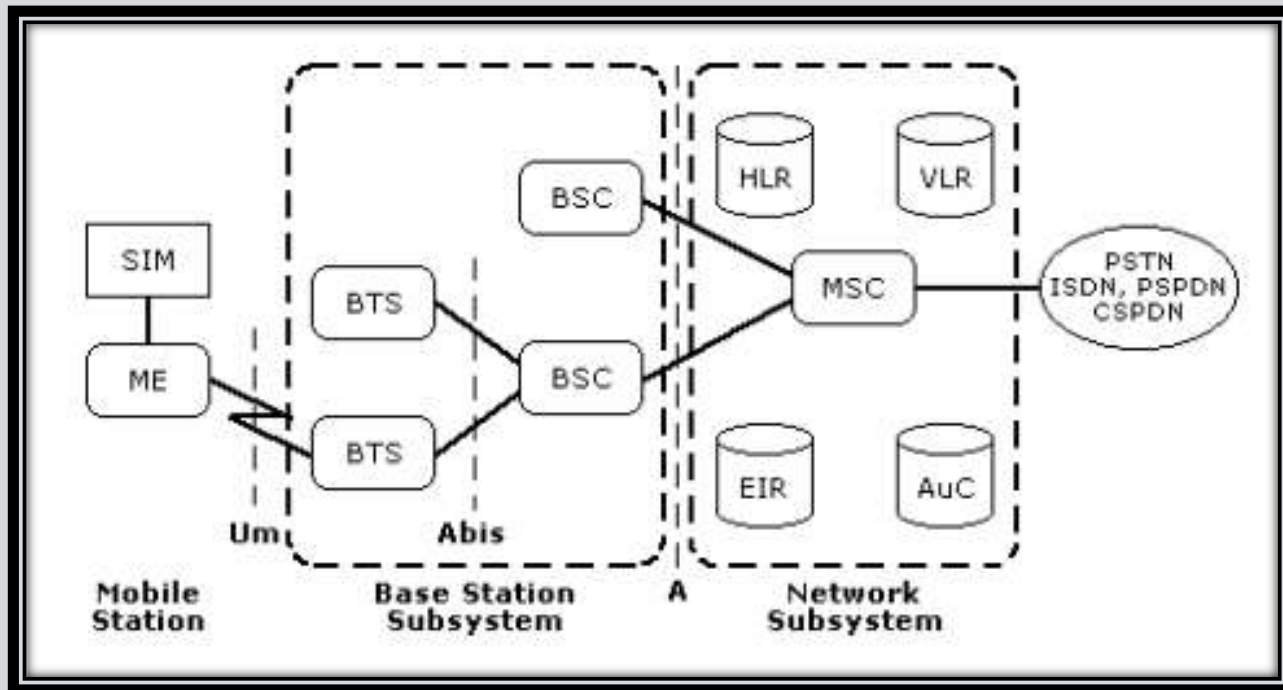 SIM
ME
Um
Mobile
Station
BTS
BTS
Abis
BSC
BSC
Base Station
Subsystem
A
HLR
VLR
MSC
EIR
AuC
Network
Subsystem
PSTN
ISDN, PSPDN
CSPDN